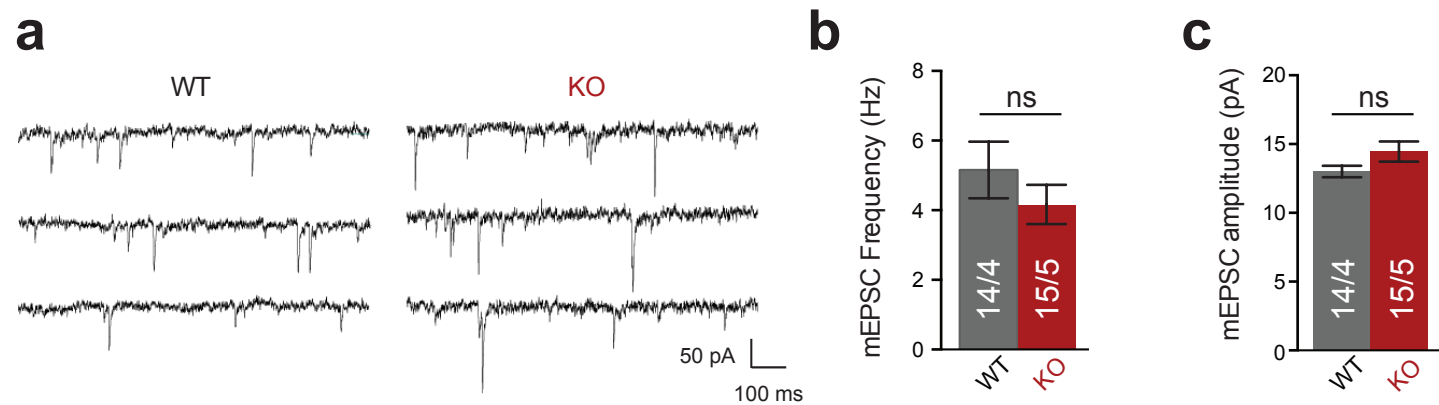 a
WT
KO
50 pA
100 ms
b
mEPSC Frequency (Hz)
8
6
4
2
0
ns
14/4
15/5
WT
KO
c
mEPSC amplitude (pA)
20
15
10
5
0
ns
14/4
15/5
WT
KO